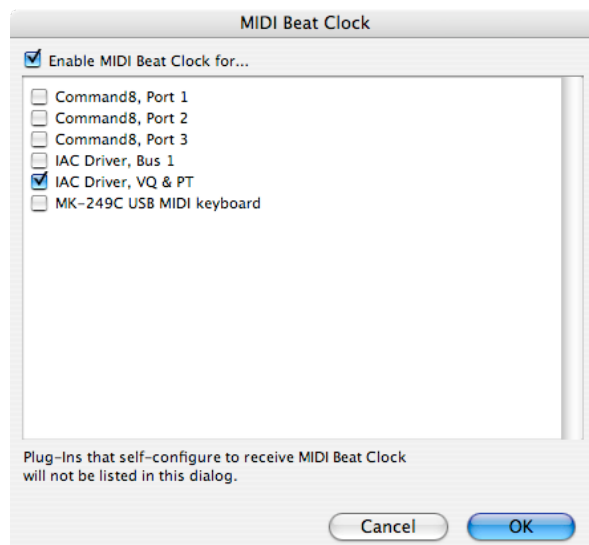 MIDI Beat Clock
Enable MIDI Beat Clock for...
Command8, Port 1
Command8, Port 2
Command8, Port 3
IAC Driver, Bus 1
IAC Driver, VQ & PT
MK-249C USB MIDI keyboard
Plug-Ins that self-configure to receive MIDI Beat Clock
will not be listed in this dialog.
Cancel OK